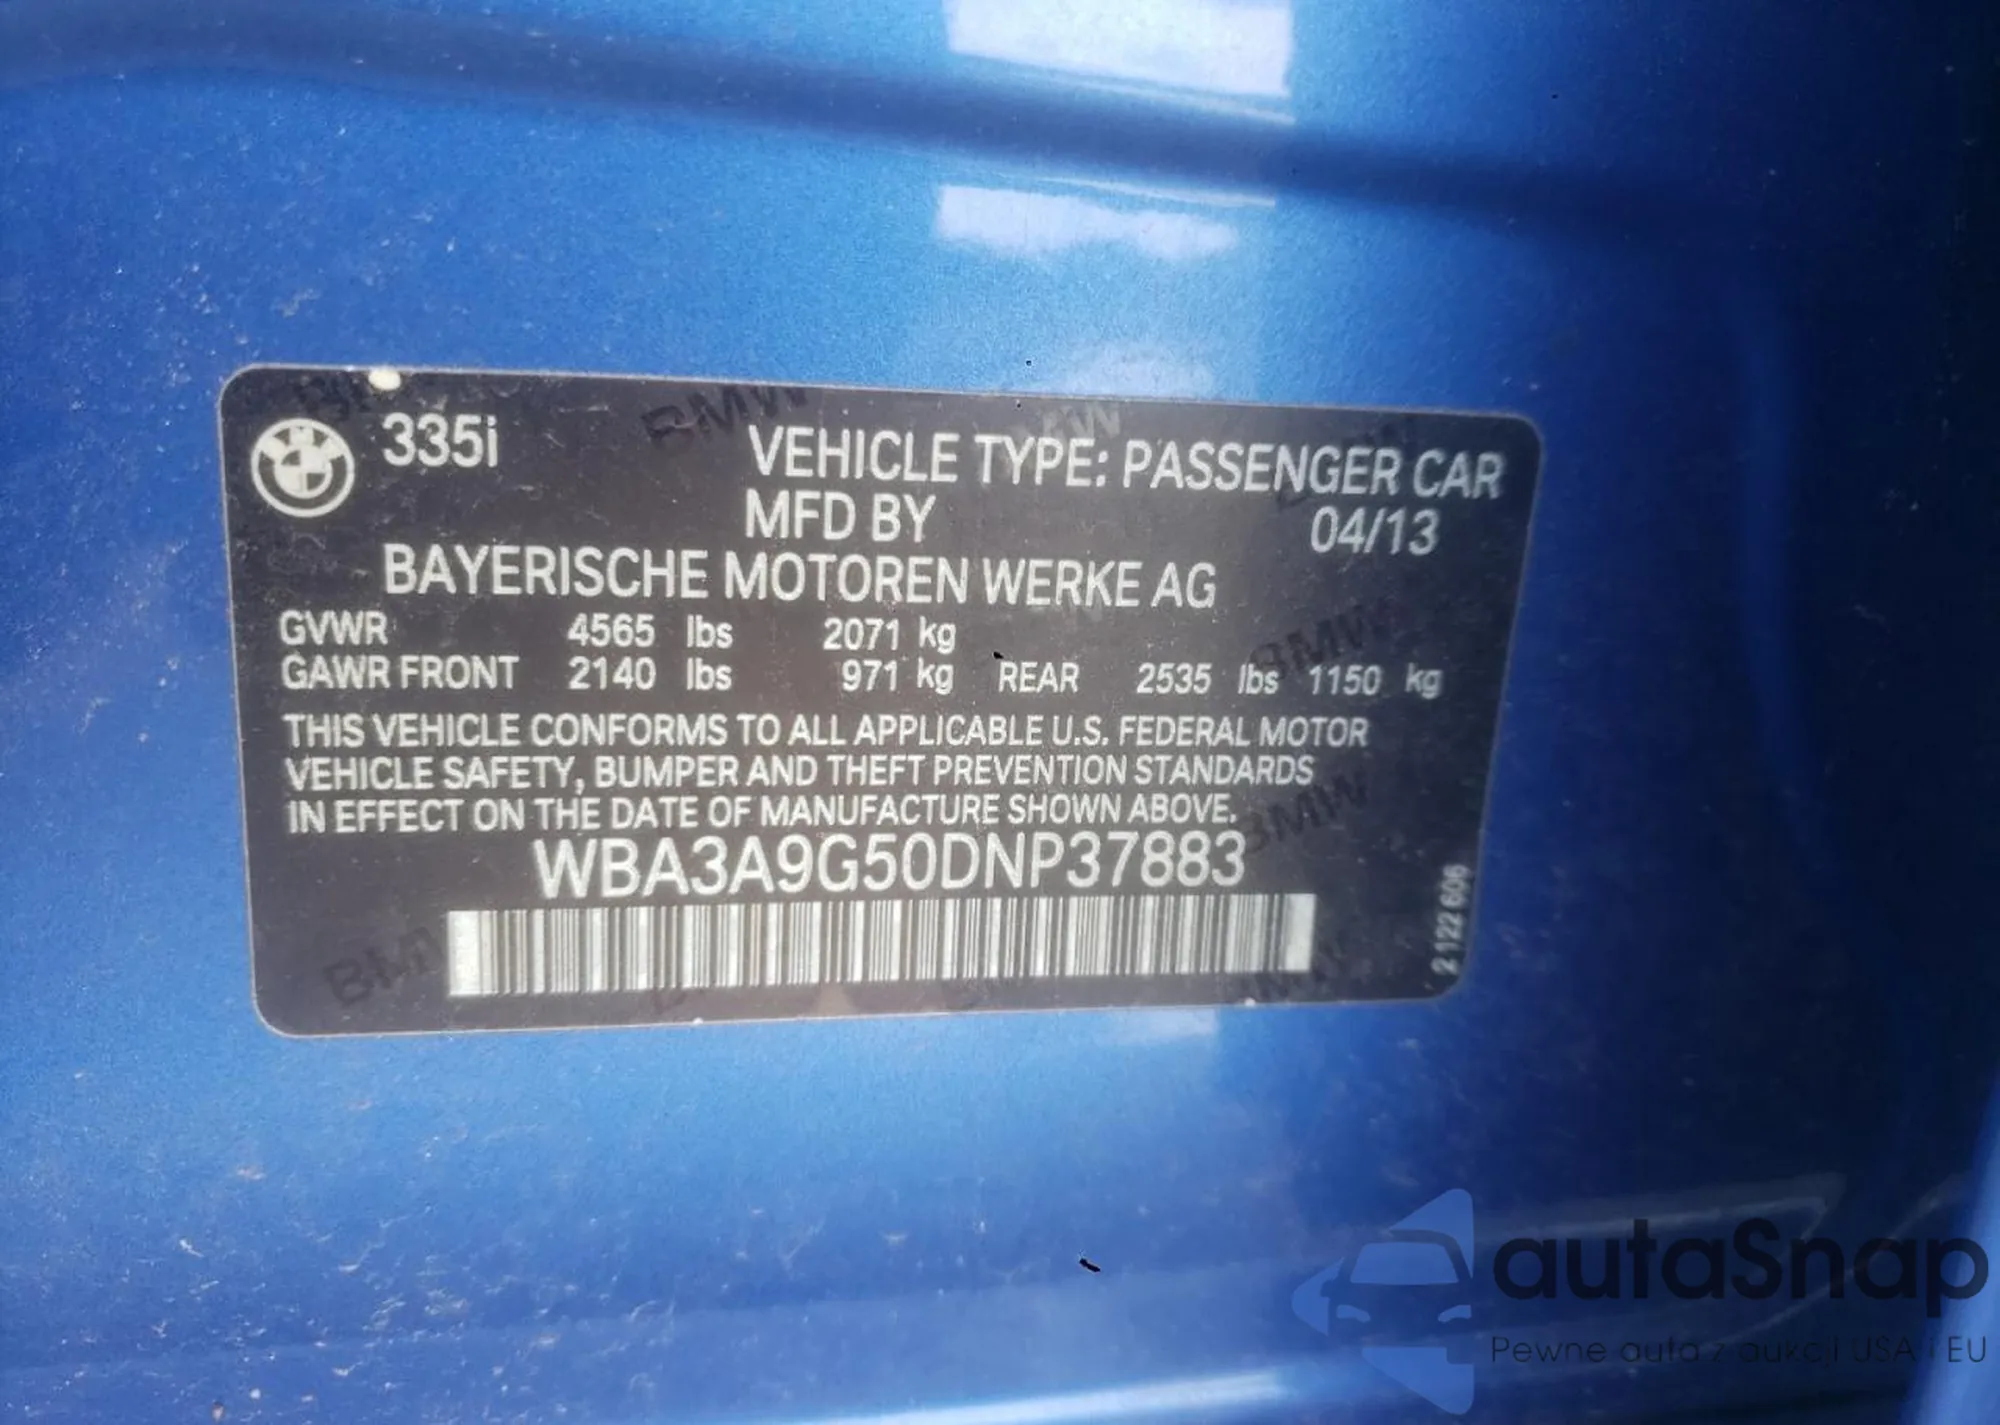 335i
VEHICLE TYPE: PASSENGER CAR
MFD BY 04/13
BAYERISCHE MOTOREN WERKE AG
GVWR 4565 lbs 2071 kg
GAWR FRONT 2140 lbs 971 kg REAR 2535 lbs 1150 kg
THIS VEHICLE CONFORMS TO ALL APPLICABLE U.S. FEDERAL MOTOR
VEHICLE SAFETY, BUMPER AND THEFT PREVENTION STANDARDS
IN EFFECT ON THE DATE OF MANUFACTURE SHOWN ABOVE.
WBA3A9G50DNP37883
2 122 606
autaSnap
Pewne auta z aukcji USA i EU